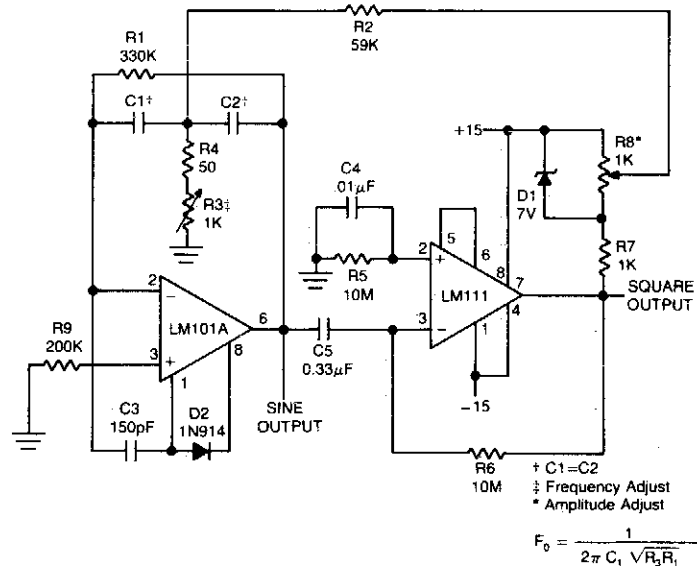 R2
59K
R1
330K
C1†
C2†
R4
50
R3‡
1K
C4
.01µF
+15
R8*
1K
D1
7V
R5
10M
2
+
5
6
8
7
LM111
4
1
3
−
R7
1K
SQUARE
OUTPUT
R9
200K
2
−
LM101A
6
8
3
+
1
C5
0.33µF
−15
C3
150pF
D2
1N914
SINE
OUTPUT
R6
10M
† C1=C2
‡ Frequency Adjust
* Amplitude Adjust
F₀ = 1 / 2π C₁ √R₃R₁